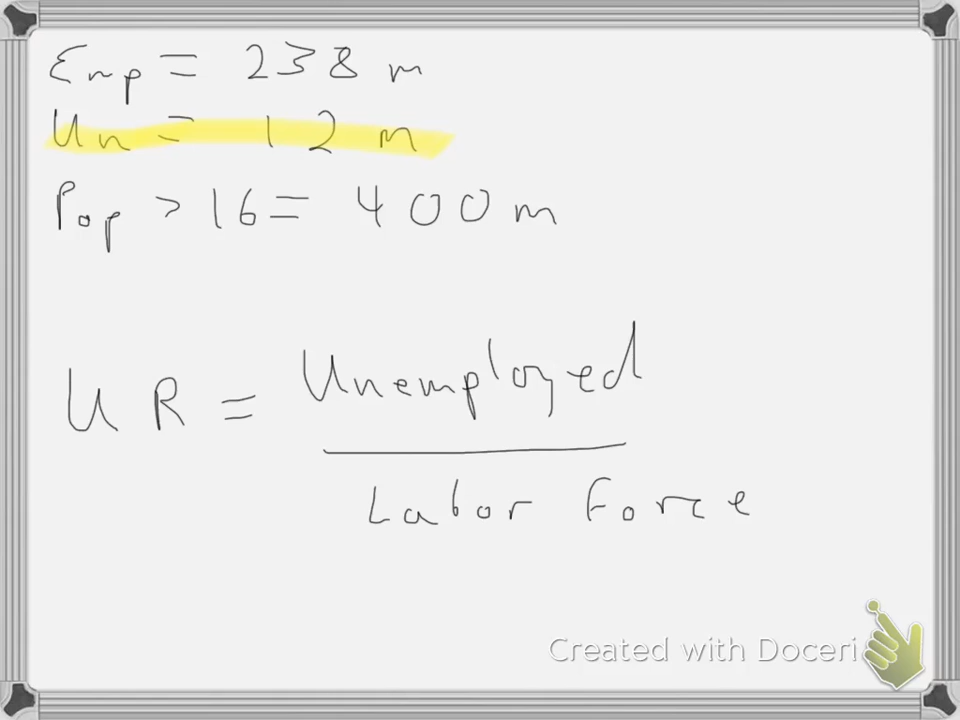 Emp = 238 m
Un = 12 m
Pop > 16 = 400 m
UR = Unemployed
Labor Force
Created with Doceri